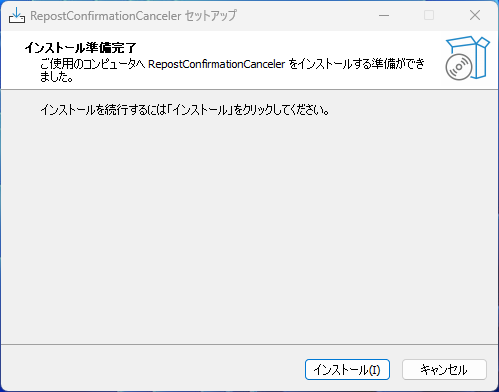 RepostConfirmationCanceler セットアップ
インストール準備完了
ご使用のコンピュータへ RepostConfirmationCanceler をインストールする準備ができ
ました。
インストールを続行するには「インストール」をクリックしてください。
インストール(I)
キャンセル